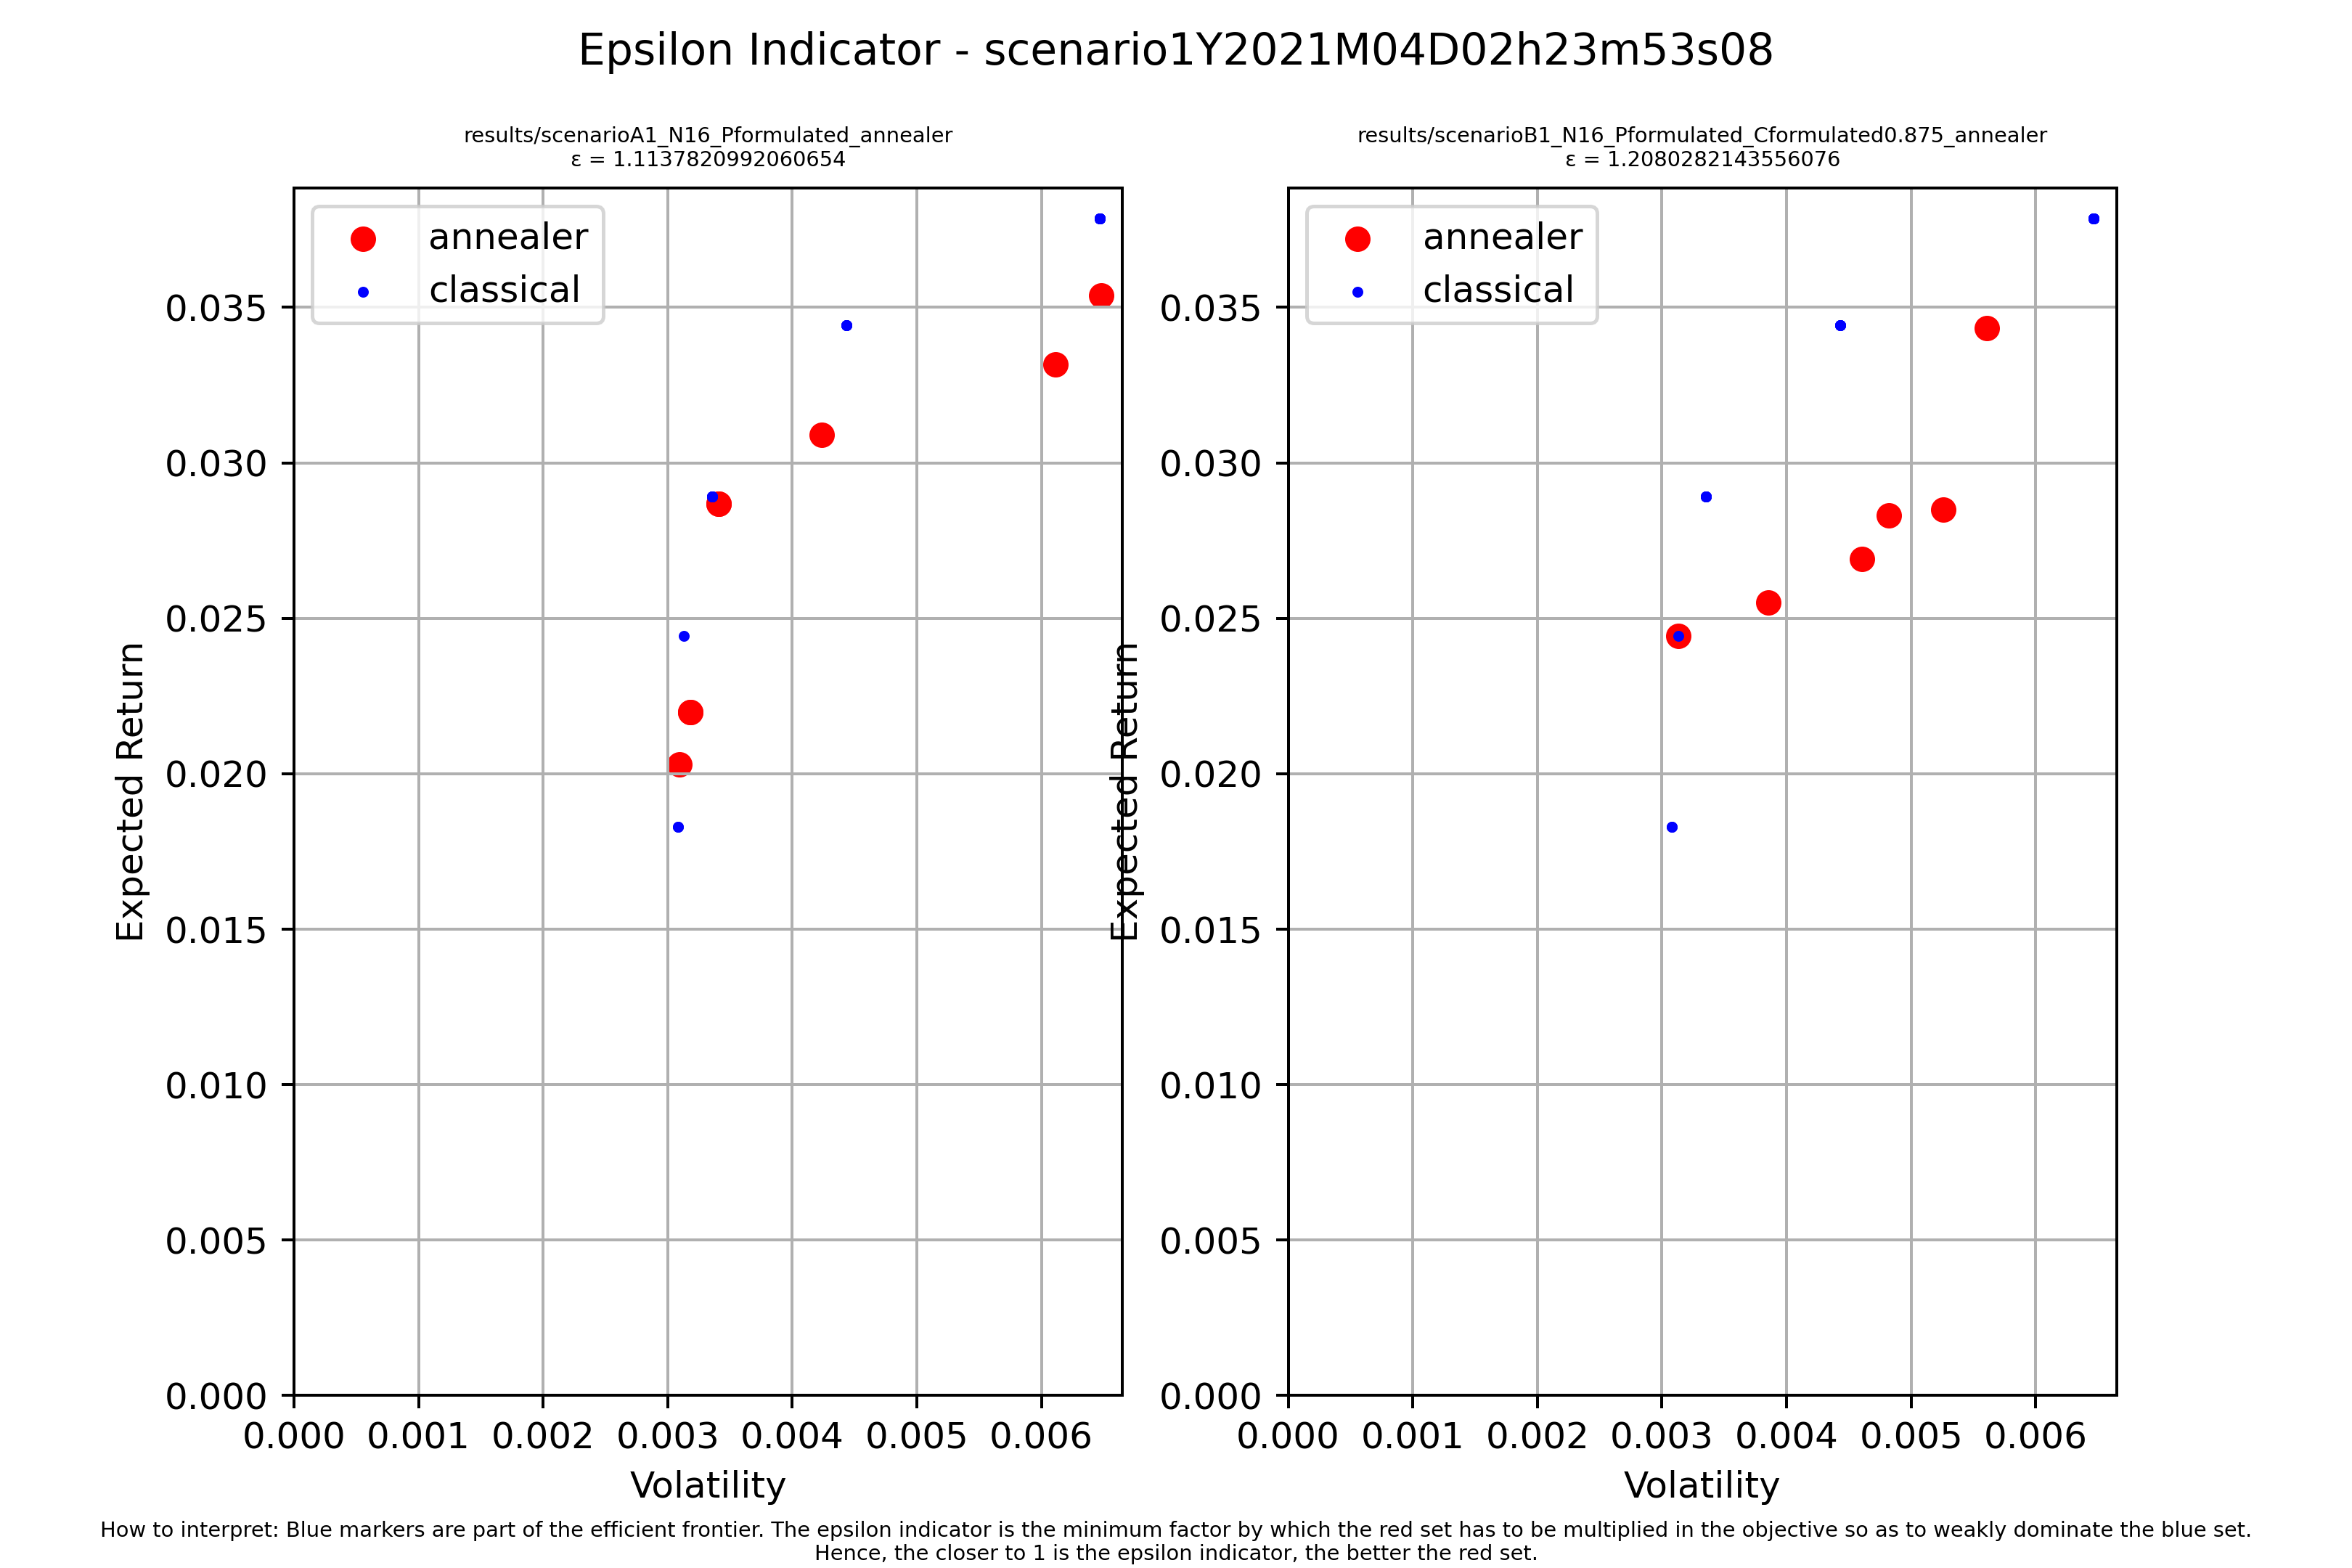 Epsilon Indicator - scenario1Y2021M04D02h23m53s08
results/scenarioA1_N16_Pformulated_annealer
ε = 1.1137820992060654
annealer
classical
0.035
0.030
0.025
0.020
0.015
0.010
0.005
0.000
Expected Return
0.000 0.001 0.002 0.003 0.004 0.005 0.006
Volatility
results/scenarioB1_N16_Pformulated_Cformulated0.875_annealer
ε = 1.2080282143556076
annealer
classical
0.035
0.030
0.025
0.020
0.015
0.010
0.005
0.000
Expected Return
0.000 0.001 0.002 0.003 0.004 0.005 0.006
Volatility
How to interpret: Blue markers are part of the efficient frontier. The epsilon indicator is the minimum factor by which the red set has to be multiplied in the objective so as to weakly dominate the blue set.
Hence, the closer to 1 is the epsilon indicator, the better the red set.